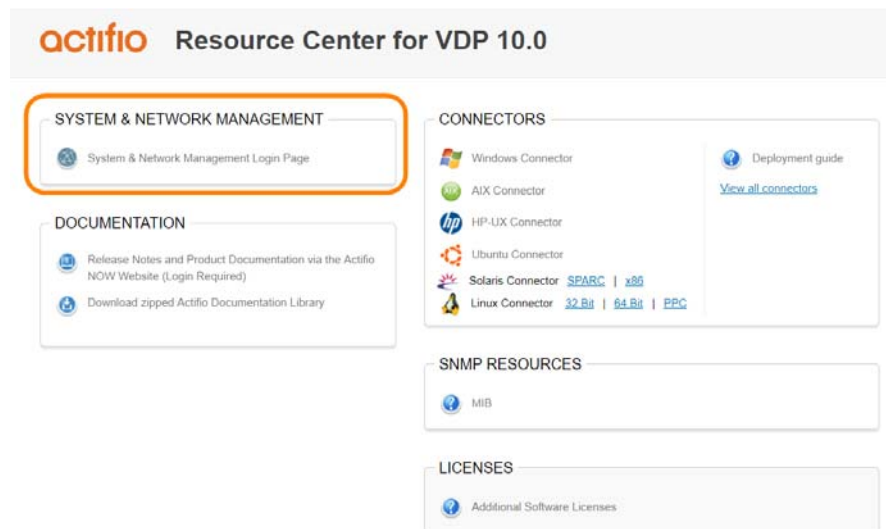 actifio Resource Center for VDP 10.0
SYSTEM & NETWORK MANAGEMENT
System & Network Management Login Page
DOCUMENTATION
Release Notes and Product Documentation via the Actifio
NOW Website (Login Required)
Download zipped Actifio Documentation Library
CONNECTORS
Windows Connector
AIX Connector
HP-UX Connector
Ubuntu Connector
Solaris Connector SPARC | x86
Linux Connector 32 Bit | 64 Bit | PPC
Deployment guide
View all connectors
SNMP RESOURCES
MIB
LICENSES
Additional Software Licenses